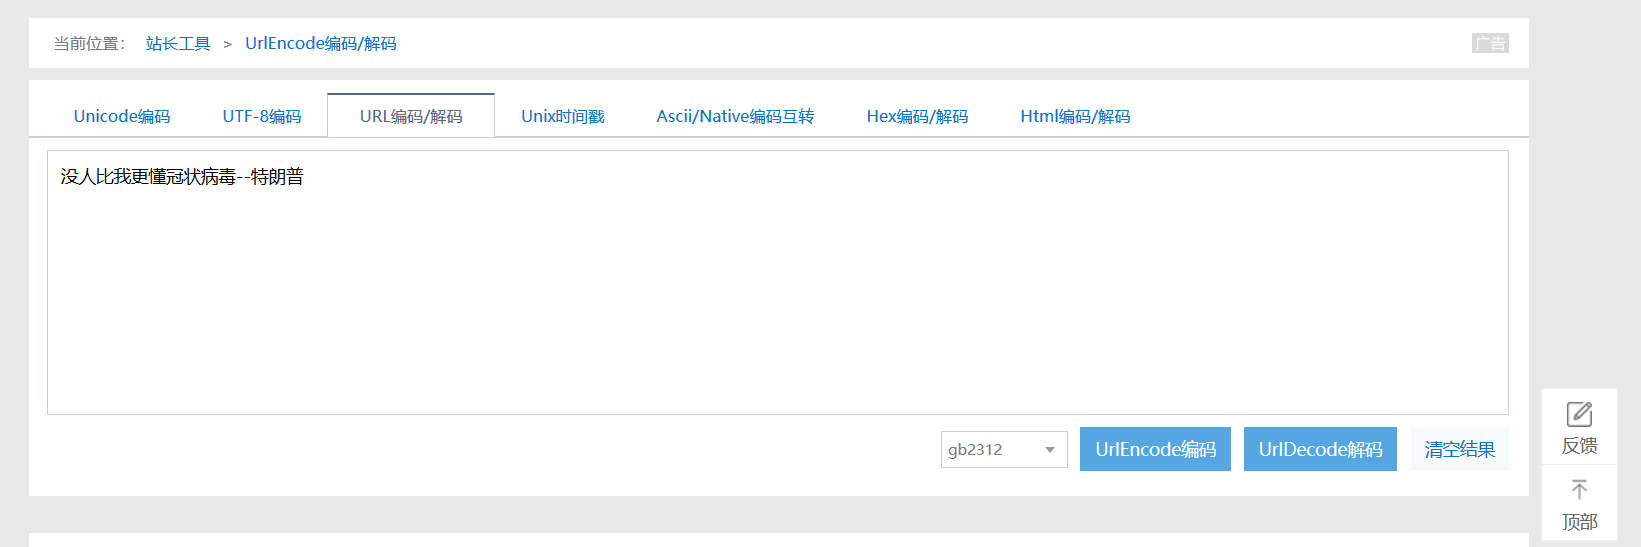 当前位置： 站长工具 > UrlEncode编码/解码 广告
Unicode编码 UTF-8编码 URL编码/解码 Unix时间戳 Ascii/Native编码互转 Hex编码/解码 Html编码/解码
没人比我更懂冠状病毒--特朗普
gb2312 UrlEncode编码 UrlDecode解码 清空结果
反馈
顶部